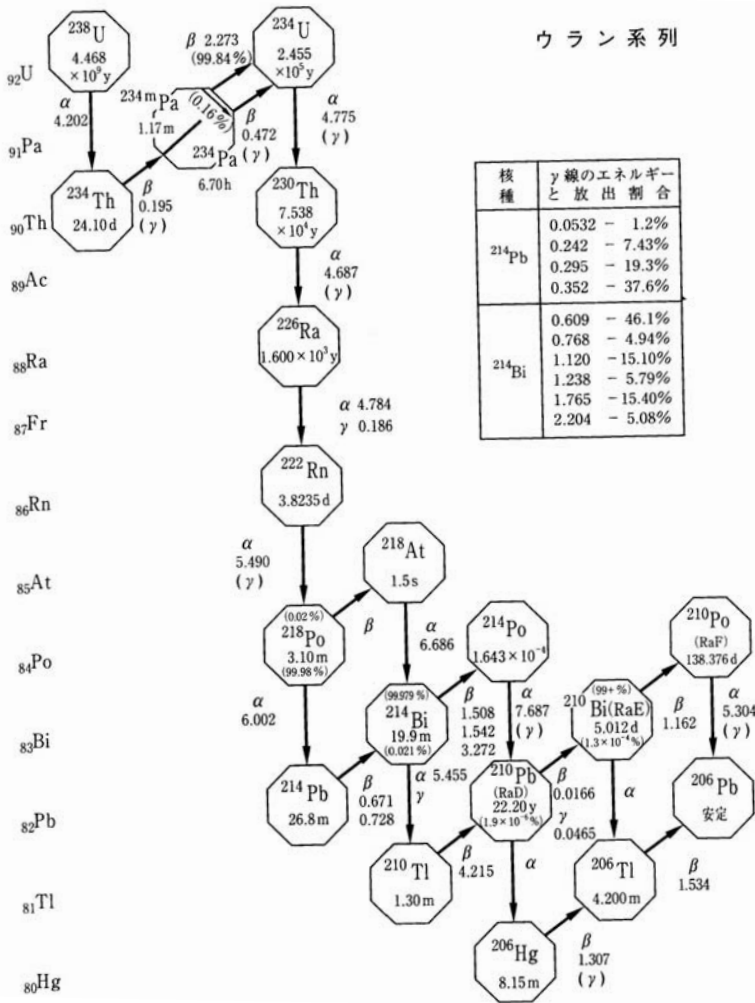 ウラン系列
₉₂U
₉₁Pa
₉₀Th
₈₉Ac
₈₈Ra
₈₇Fr
₈₆Rn
₈₅At
₈₄Po
₈₃Bi
₈₂Pb
₈₁Tl
₈₀Hg
²³⁸U
4.468
×10⁹y
α
4.202
²³⁴Th
24.10d
β
0.195
(γ)
²³⁴ᵐPa
1.17m
(0.16%)
²³⁴Pa
6.70h
β 2.273
(99.84%)
β
0.472
(γ)
²³⁴U
2.455
×10⁵y
α
4.775
(γ)
²³⁰Th
7.538
×10⁴y
α
4.687
(γ)
²²⁶Ra
1.600×10³y
α 4.784
γ 0.186
²²²Rn
3.8235d
α
5.490
(γ)
(0.02%)
²¹⁸Po
3.10m
(99.98%)
β
²¹⁸At
1.5s
α
6.686
α
6.002
²¹⁴Pb
26.8m
β
0.671
0.728
(99.979%)
²¹⁴Bi
19.9m
(0.021%)
β
1.508
1.542
3.272
²¹⁴Po
1.643×10⁻⁴
α
7.687
(γ)
α 5.455
γ
²¹⁰Tl
1.30m
β
4.215
²¹⁰Pb
(RaD)
22.20y
(1.9×10⁻⁶%)
β
0.0166
γ
0.0465
α
²⁰⁶Hg
8.15m
β
1.307
(γ)
(99+%)
²¹⁰Bi(RaE)
5.012d
(1.3×10⁻⁴%)
β
1.162
α
²⁰⁶Tl
4.200m
β
1.534
²¹⁰Po
(RaF)
138.376d
α
5.304
(γ)
²⁰⁶Pb
安定
核種 γ線のエネルギーと放出割合
²¹⁴Pb
0.0532 - 1.2%
0.242 - 7.43%
0.295 - 19.3%
0.352 - 37.6%
²¹⁴Bi
0.609 - 46.1%
0.768 - 4.94%
1.120 -15.10%
1.238 - 5.79%
1.765 -15.40%
2.204 - 5.08%